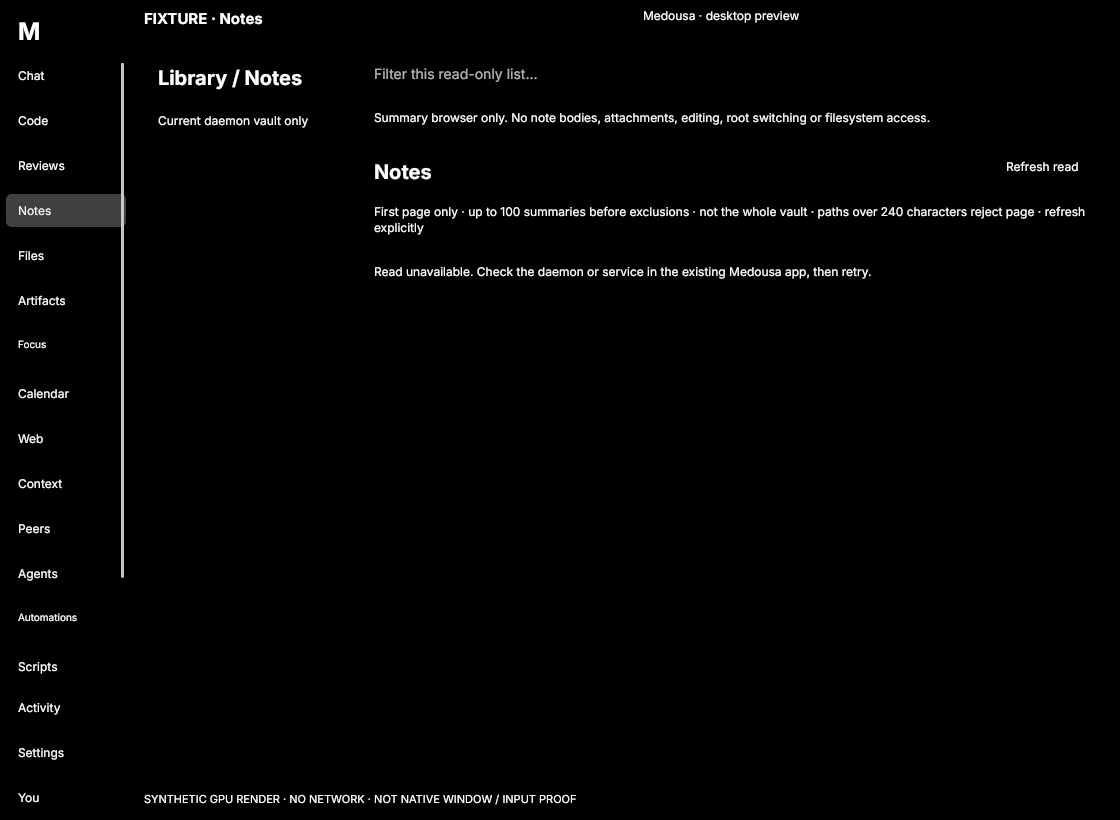 M
FIXTURE · Notes
Medousa · desktop preview
Chat
Code
Reviews
Notes
Files
Artifacts
Focus
Calendar
Web
Context
Peers
Agents
Automations
Scripts
Activity
Settings
You
Library / Notes
Current daemon vault only
Filter this read-only list...
Summary browser only. No note bodies, attachments, editing, root switching or filesystem access.
Notes
Refresh read
First page only · up to 100 summaries before exclusions · not the whole vault · paths over 240 characters reject page · refresh
explicitly
Read unavailable. Check the daemon or service in the existing Medousa app, then retry.
SYNTHETIC GPU RENDER · NO NETWORK · NOT NATIVE WINDOW / INPUT PROOF